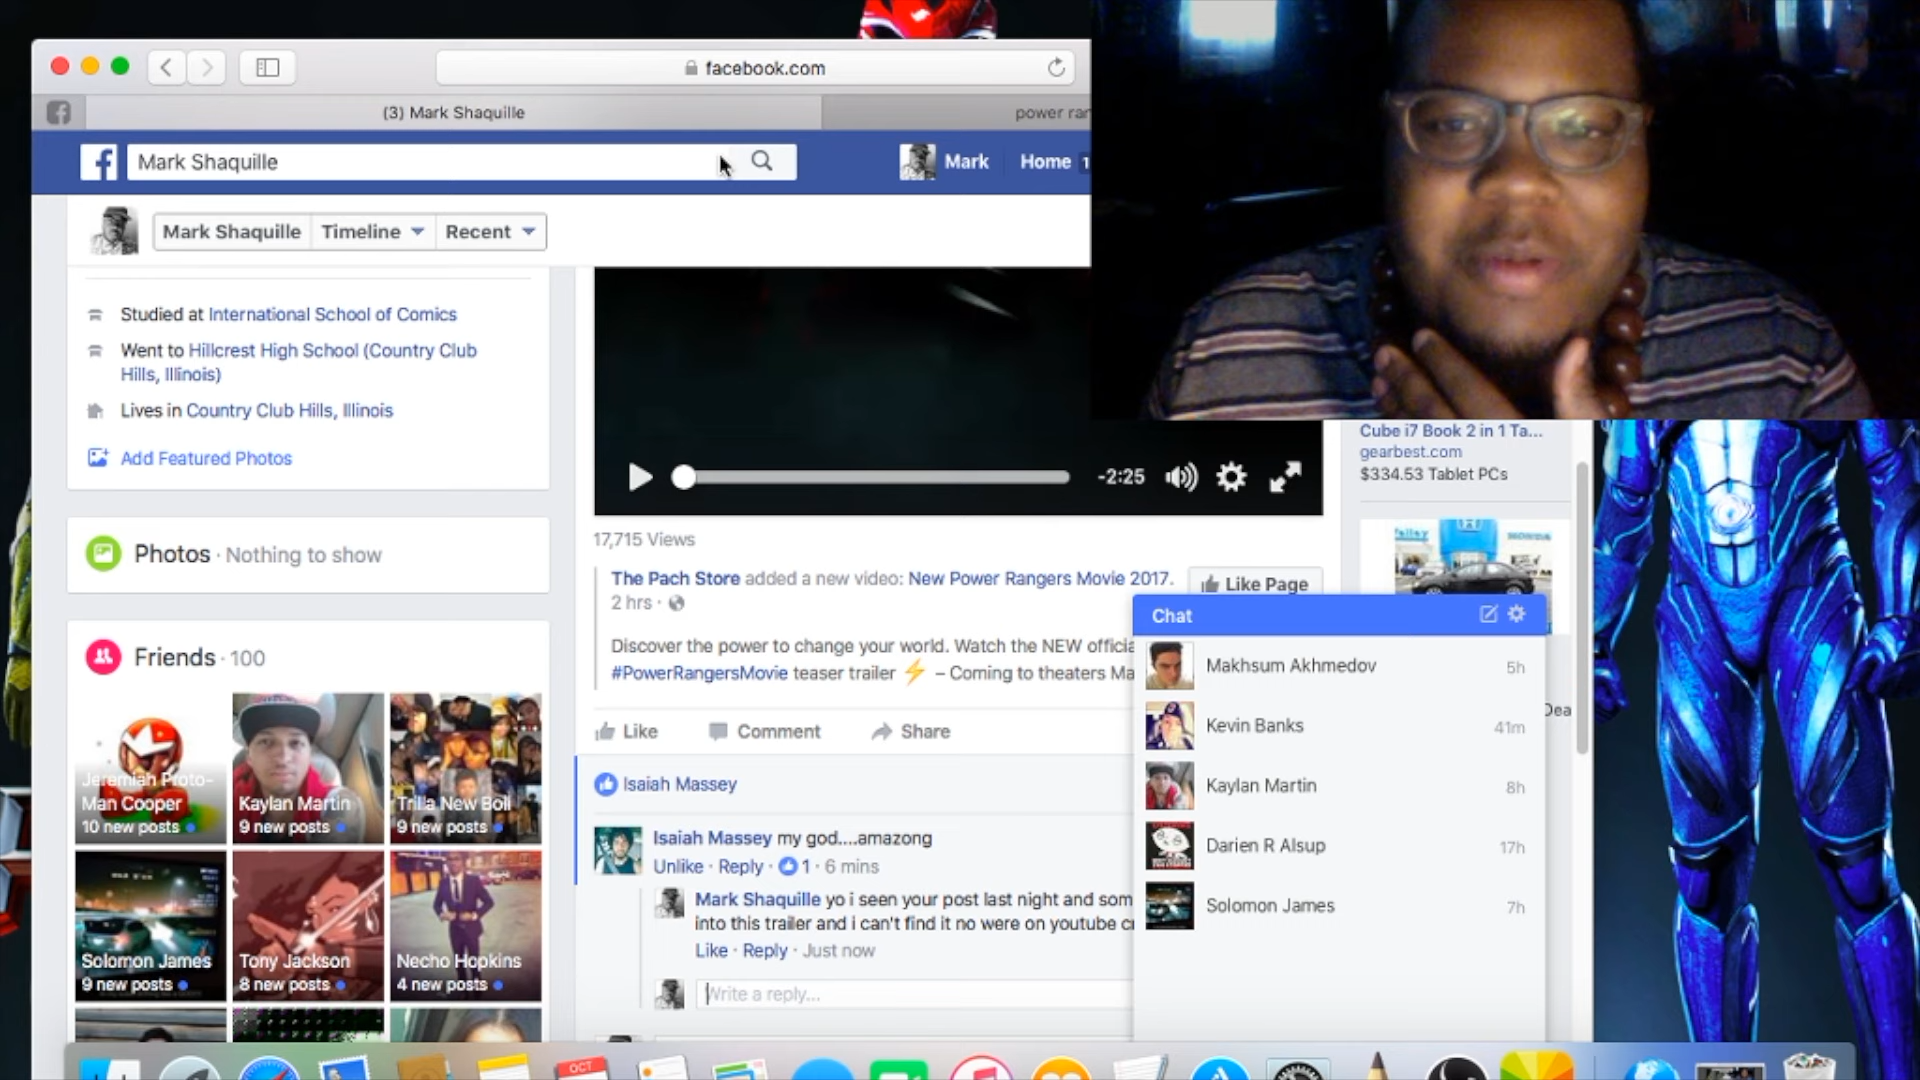 facebook.com
(3) Mark Shaquille
power ran
Mark Shaquille
Mark
Home
Mark Shaquille
Timeline
Recent
Studied at International School of Comics
Went to Hillcrest High School (Country Club
Hills, Illinois)
Lives in Country Club Hills, Illinois
Add Featured Photos
Photos · Nothing to show
Friends · 100
Jeremiah Proto-
Man Cooper
10 new posts
Kaylan Martin
9 new posts
Trilla New Boii
9 new posts
Solomon James
9 new posts
Tony Jackson
8 new posts
Necho Hopkins
4 new posts
-2:25
17,715 Views
The Pach Store added a new video: New Power Rangers Movie 2017.
2 hrs ·
Like Page
Discover the power to change your world. Watch the NEW officia
#PowerRangersMovie teaser trailer ⚡ – Coming to theaters Ma
Like
Comment
Share
Isaiah Massey
Isaiah Massey my god....amazong
Unlike · Reply · 1 · 6 mins
Mark Shaquille yo i seen your post last night and som
into this trailer and i can't find it no were on youtube c
Like · Reply · Just now
Write a reply...
Cube i7 Book 2 in 1 Ta...
gearbest.com
$334.53 Tablet PCs
Valley
HONDA
Dea
Chat
Makhsum Akhmedov 5h
Kevin Banks 41m
Kaylan Martin 8h
Darien R Alsup 17h
Solomon James 7h
OCT